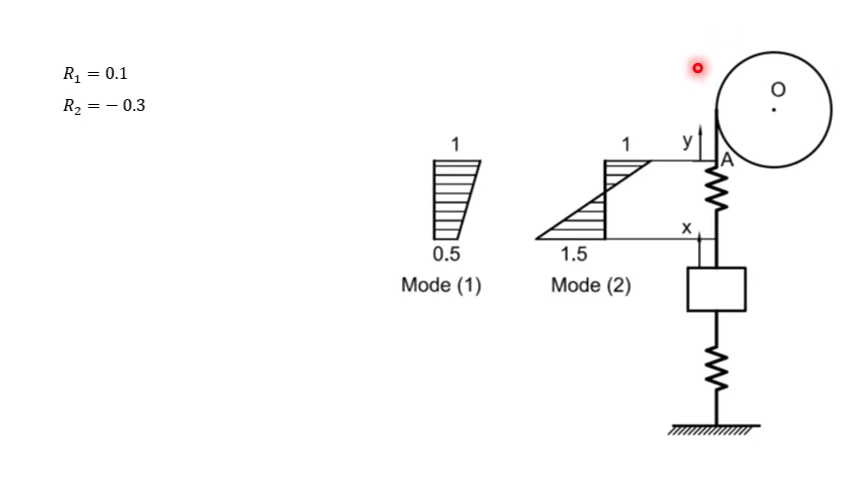 R₁ = 0.1
R₂ = − 0.3
1
0.5
Mode (1)
1
1.5
Mode (2)
y
x
A
O